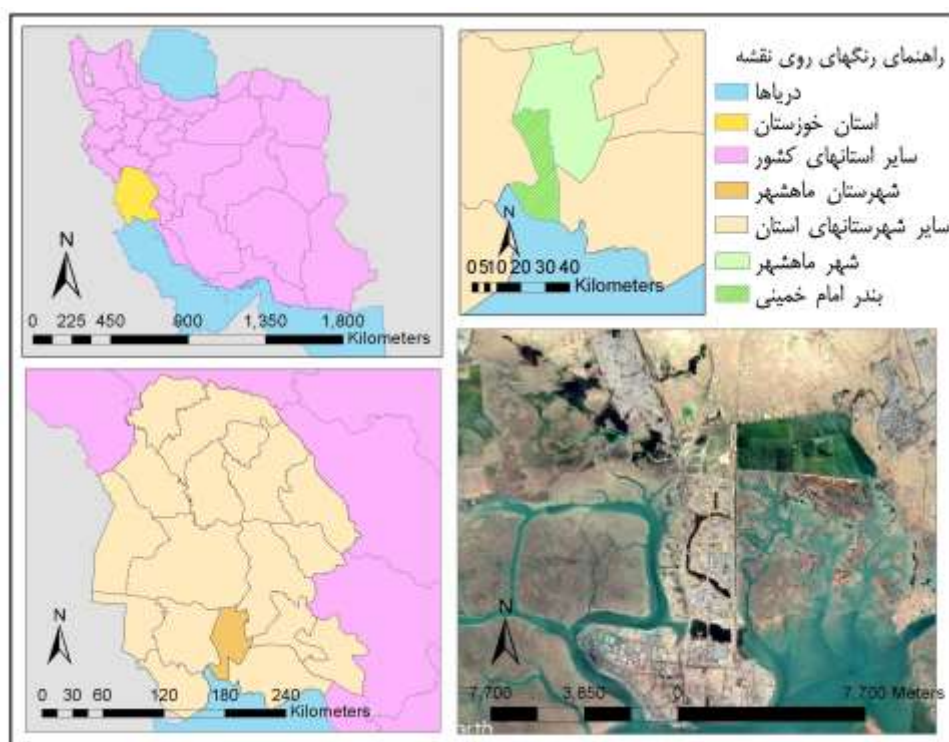 راهنمای رنگهای روی نقشه
دریاها
استان خوزستان
سایر استانهای کشور
شهرستان ماهشهر
سایر شهرستانهای استان
شهر ماهشهر
بندر امام خمینی
N
0 225 450 900 1,350 1,800
Kilometers
N
0 5 10 20 30 40
Kilometers
N
0 30 60 120 180 240
Kilometers
N
7,700 3,850 0 7,700 Meters
arth